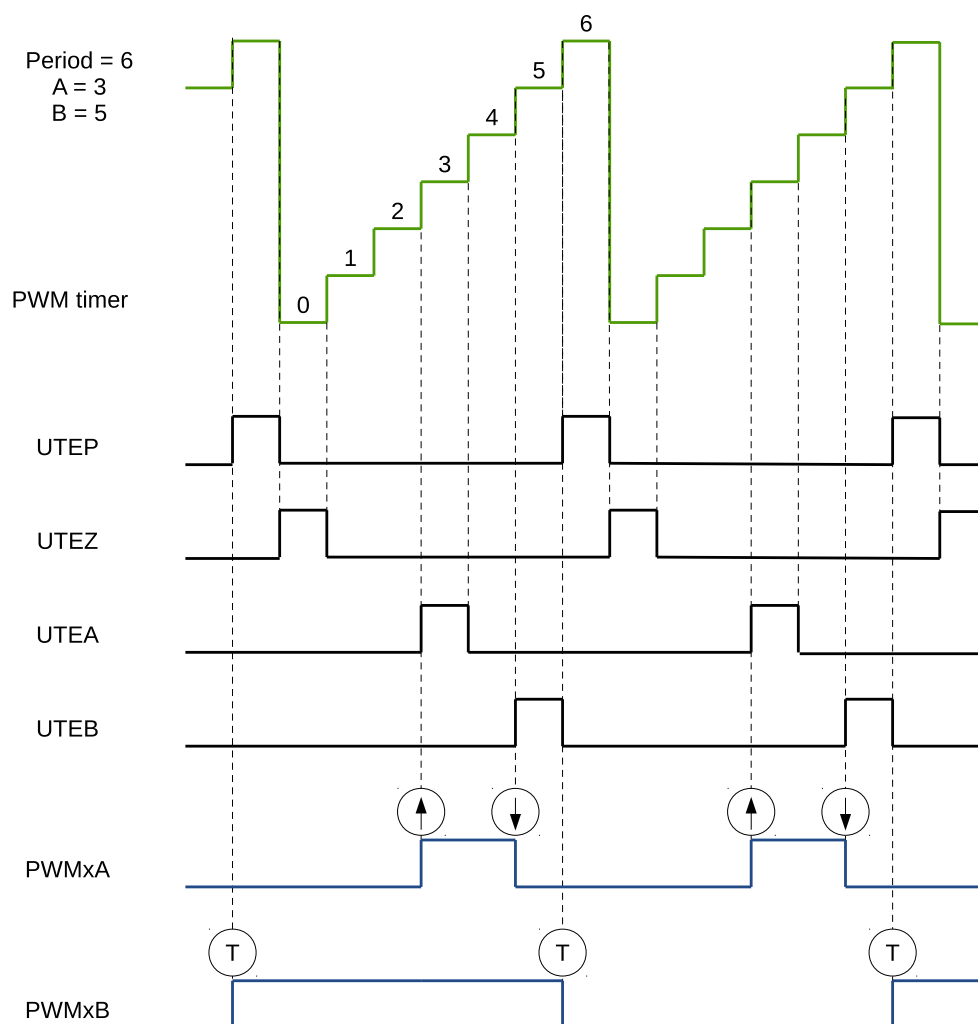 6
Period = 6
A = 3
B = 5
5
4
3
2
1
0
PWM timer
UTEP
UTEZ
UTEA
UTEB
PWMxA
T T T
PWMxB